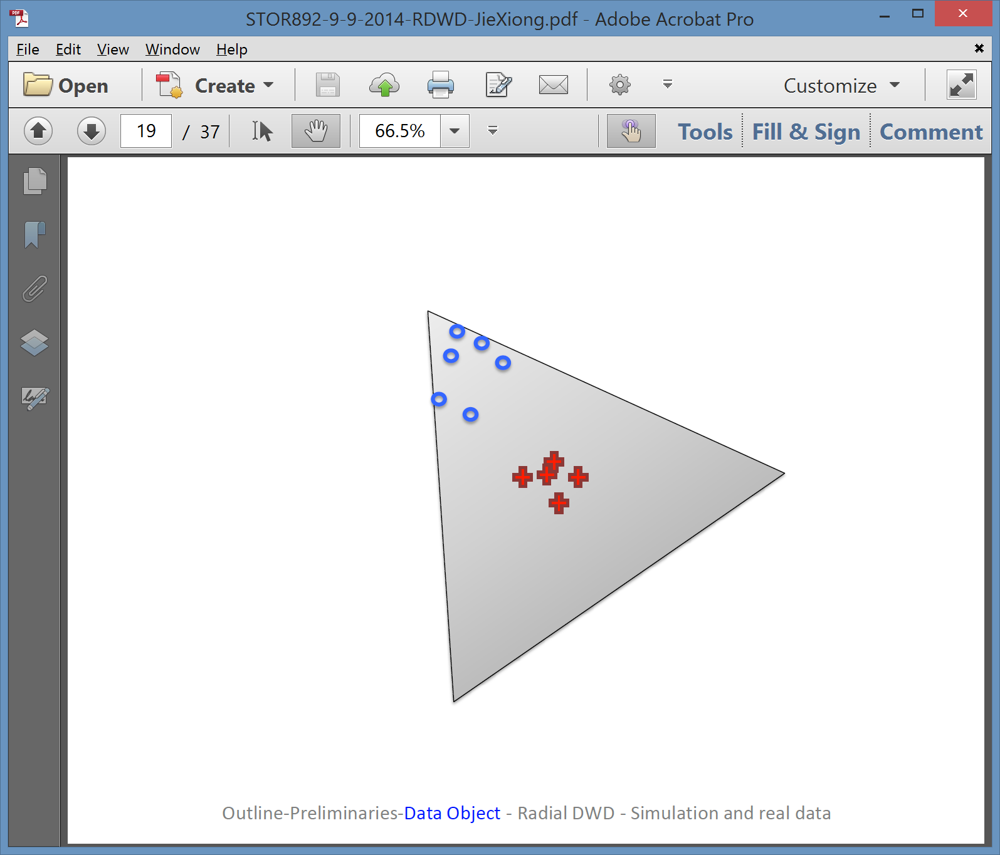 STOR892-9-9-2014-RDWD-JieXiong.pdf - Adobe Acrobat Pro
File Edit View Window Help
Open Create Customize
19 / 37 66.5% Tools Fill & Sign Comment
Outline-Preliminaries-Data Object - Radial DWD - Simulation and real data